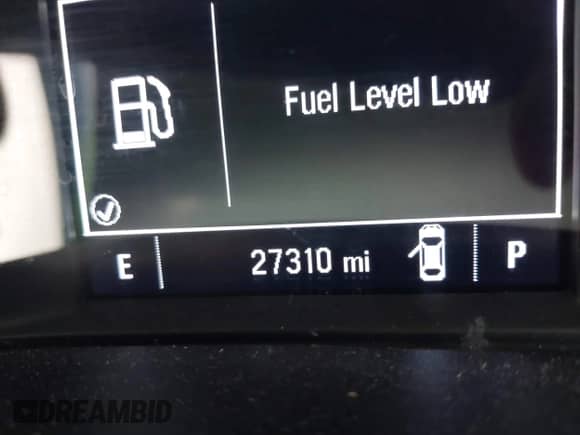 Fuel Level Low
E 27310 mi P
DREAMBID